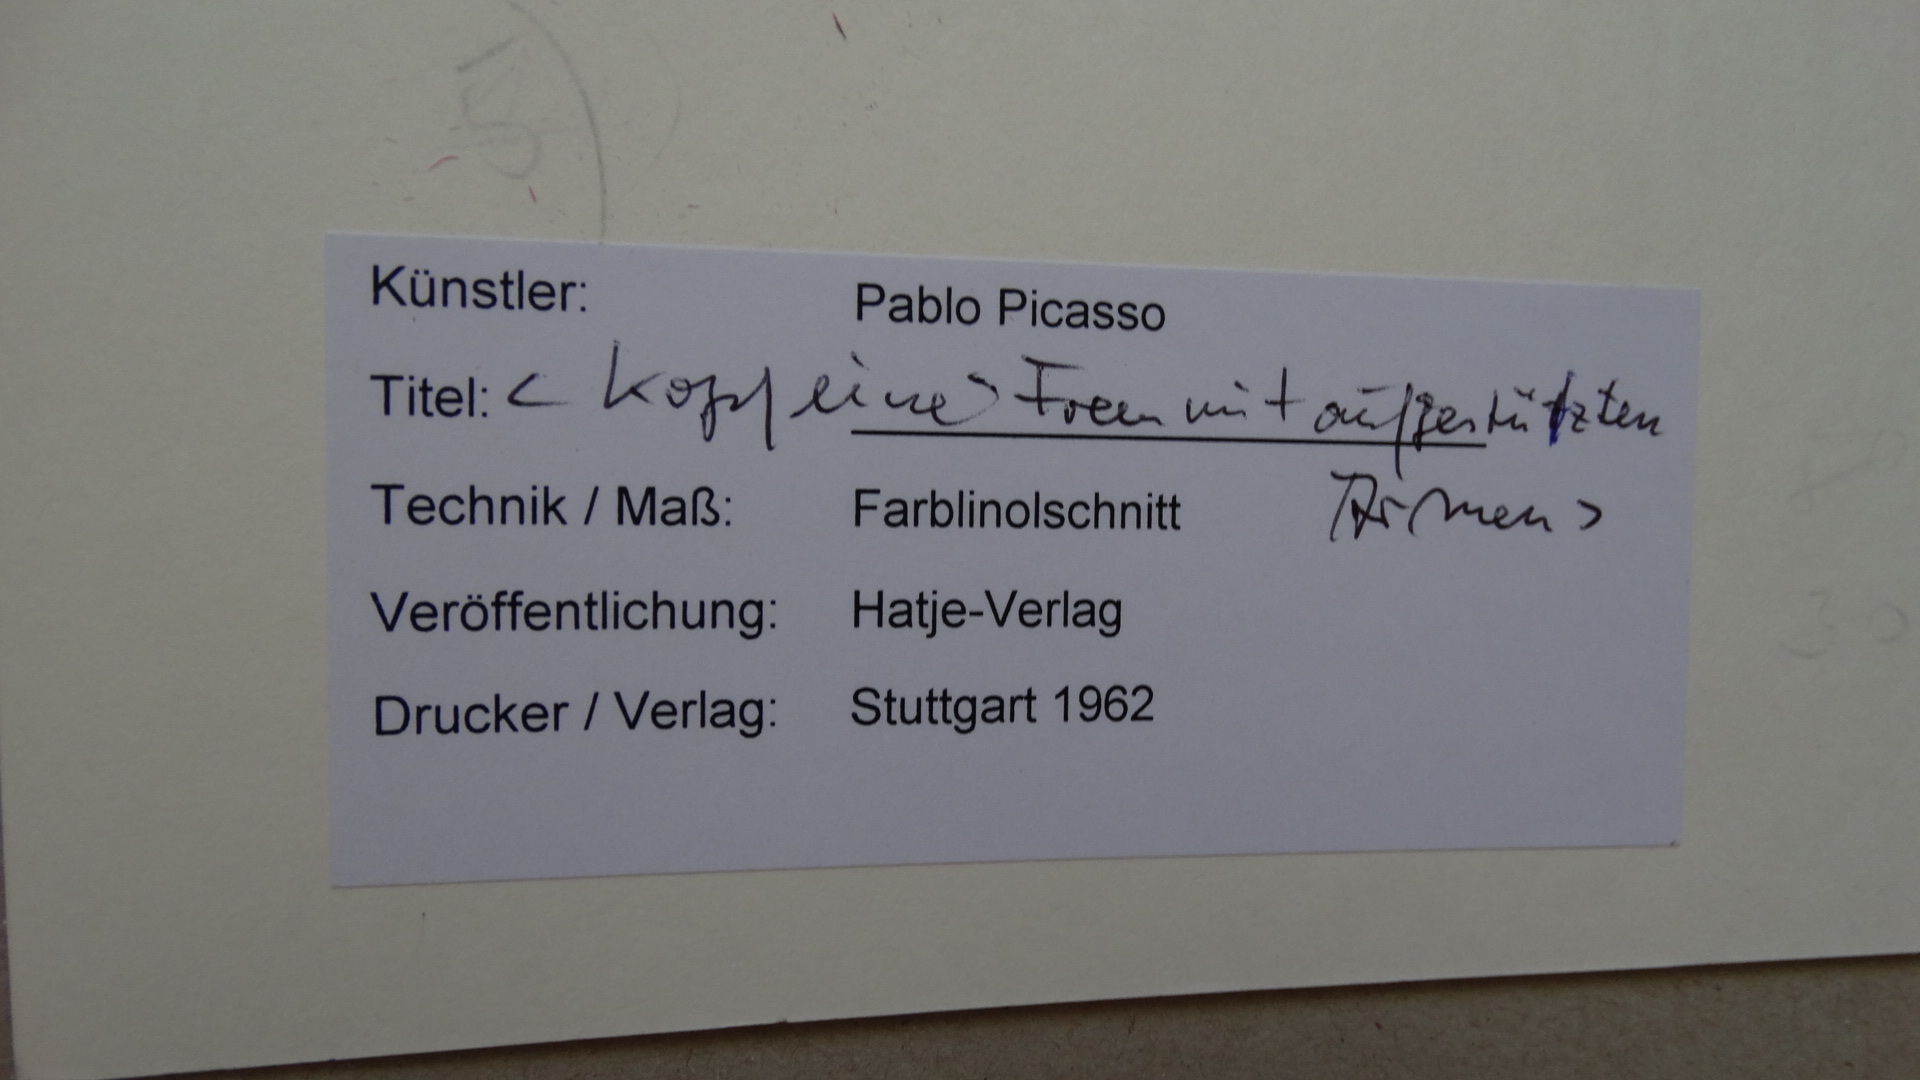 Künstler: Pablo Picasso
Titel: < Kopf einer Frau mit aufgestützten
Armen >
Technik / Maß: Farblinolschnitt
Veröffentlichung: Hatje-Verlag
Drucker / Verlag: Stuttgart 1962
30